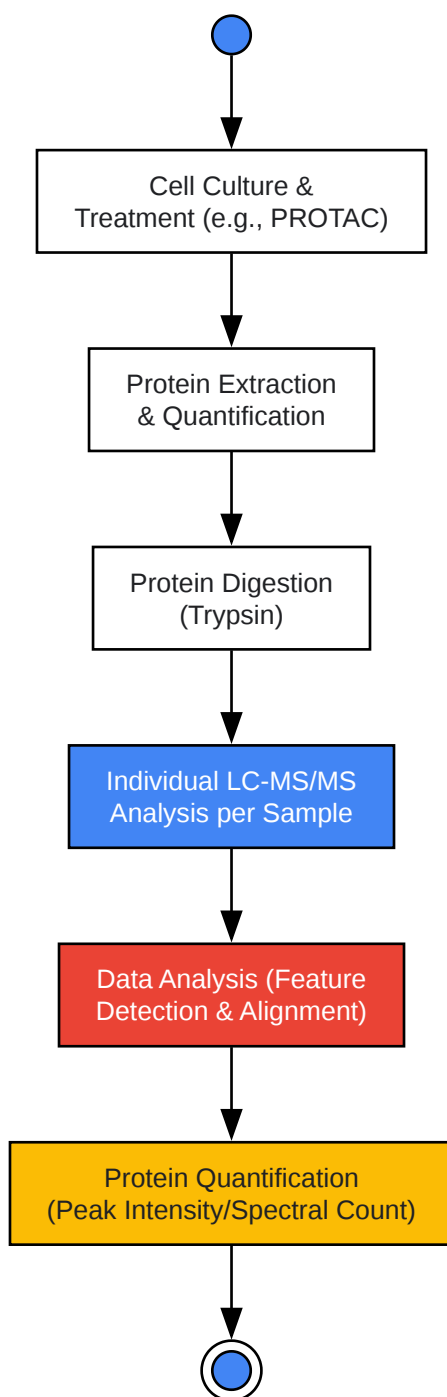 Cell Culture &
Treatment (e.g., PROTAC)
Protein Extraction
& Quantification
Protein Digestion
(Trypsin)
Individual LC-MS/MS
Analysis per Sample
Data Analysis (Feature
Detection & Alignment)
Protein Quantification
(Peak Intensity/Spectral Count)